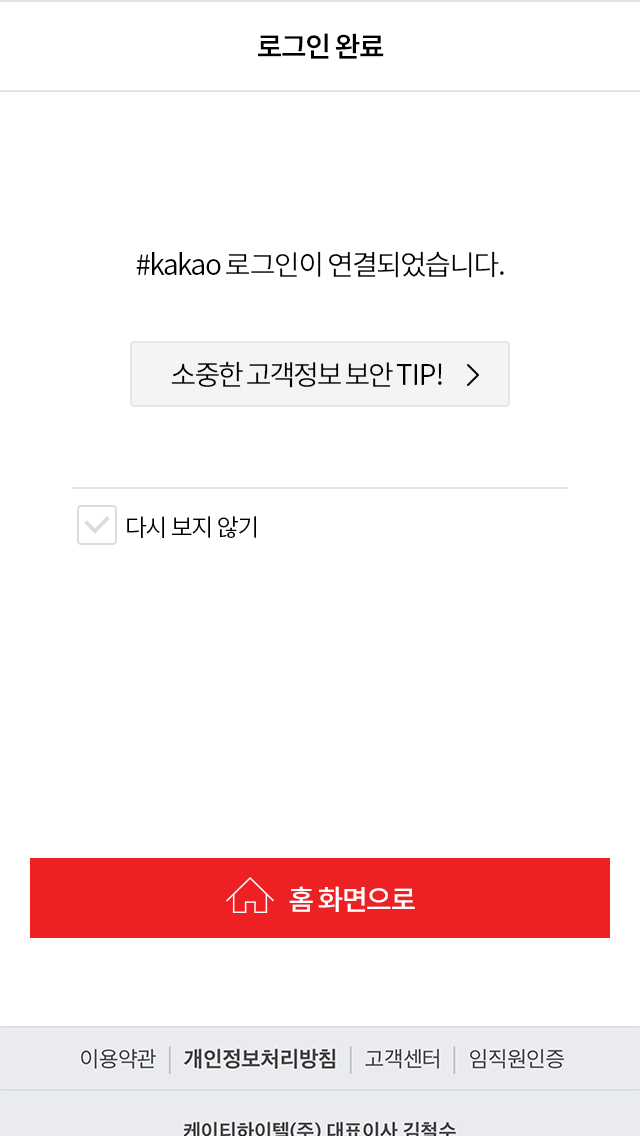 로그인 완료
#kakao 로그인이 연결되었습니다.
소중한 고객정보 보안 TIP!
다시 보지 않기
홈 화면으로
이용약관 개인정보처리방침 고객센터 임직원인증
케이티하이텔(주) 대표이사 김철수